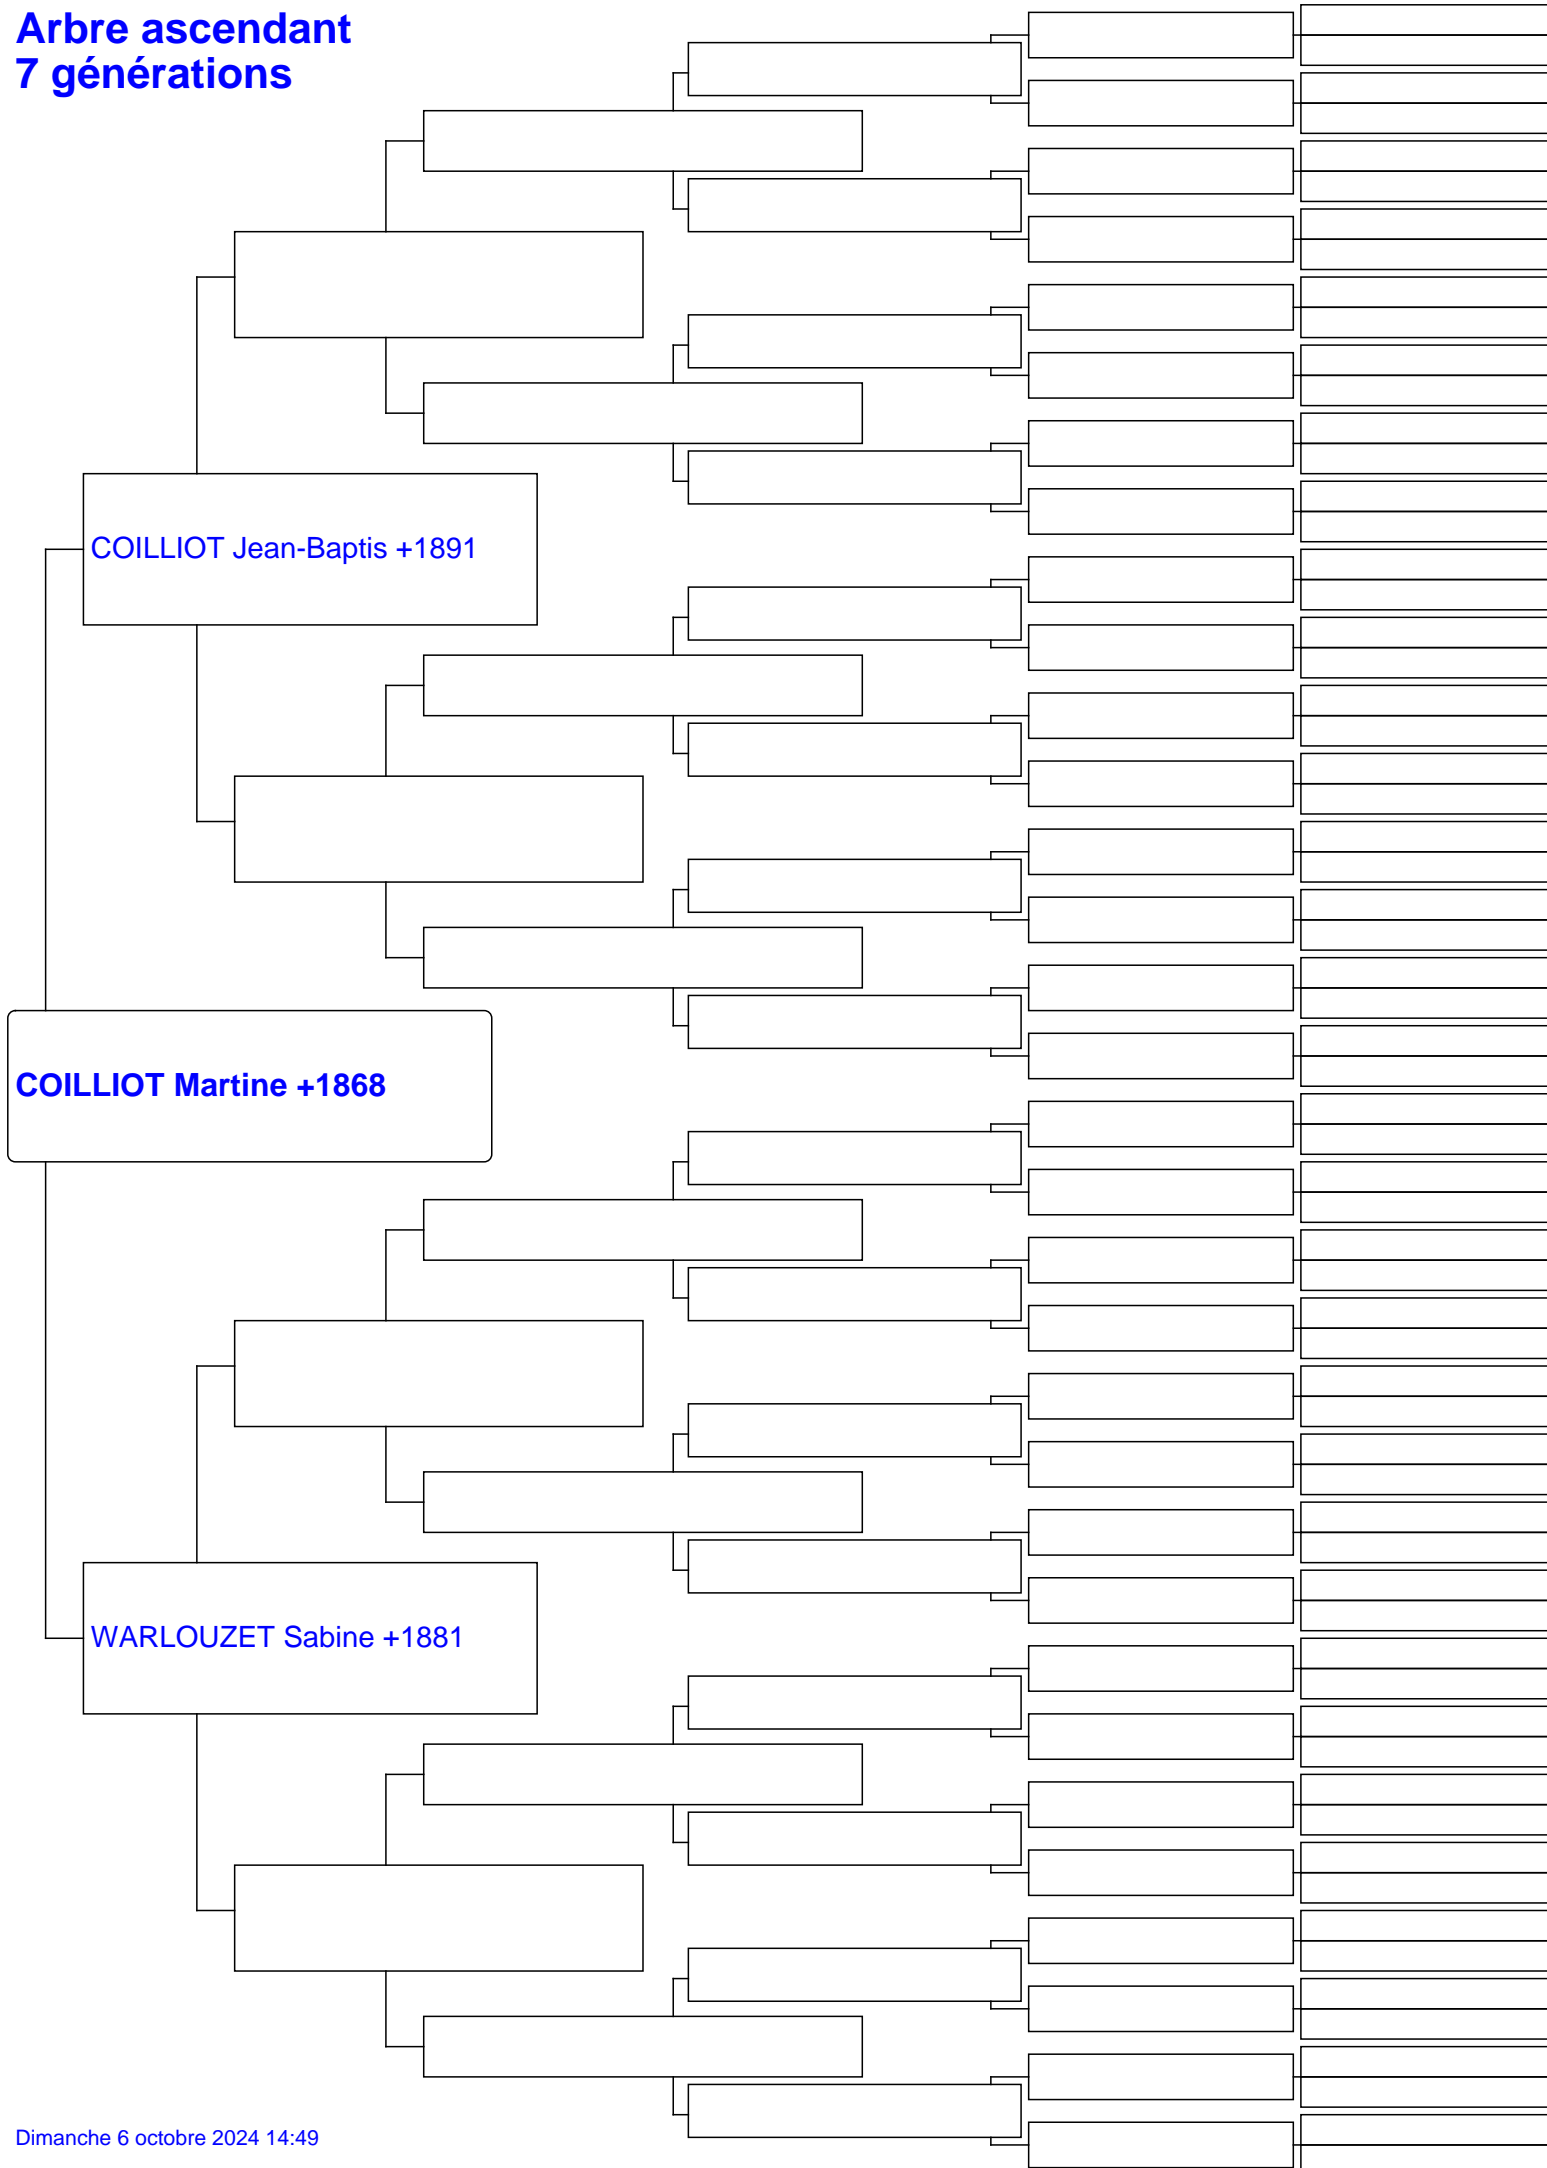 Arbre ascendant
7 générations
COILLIOT Jean-Baptis +1891
COILLIOT Martine +1868
WARLOUZET Sabine +1881
Dimanche 6 octobre 2024 14:49